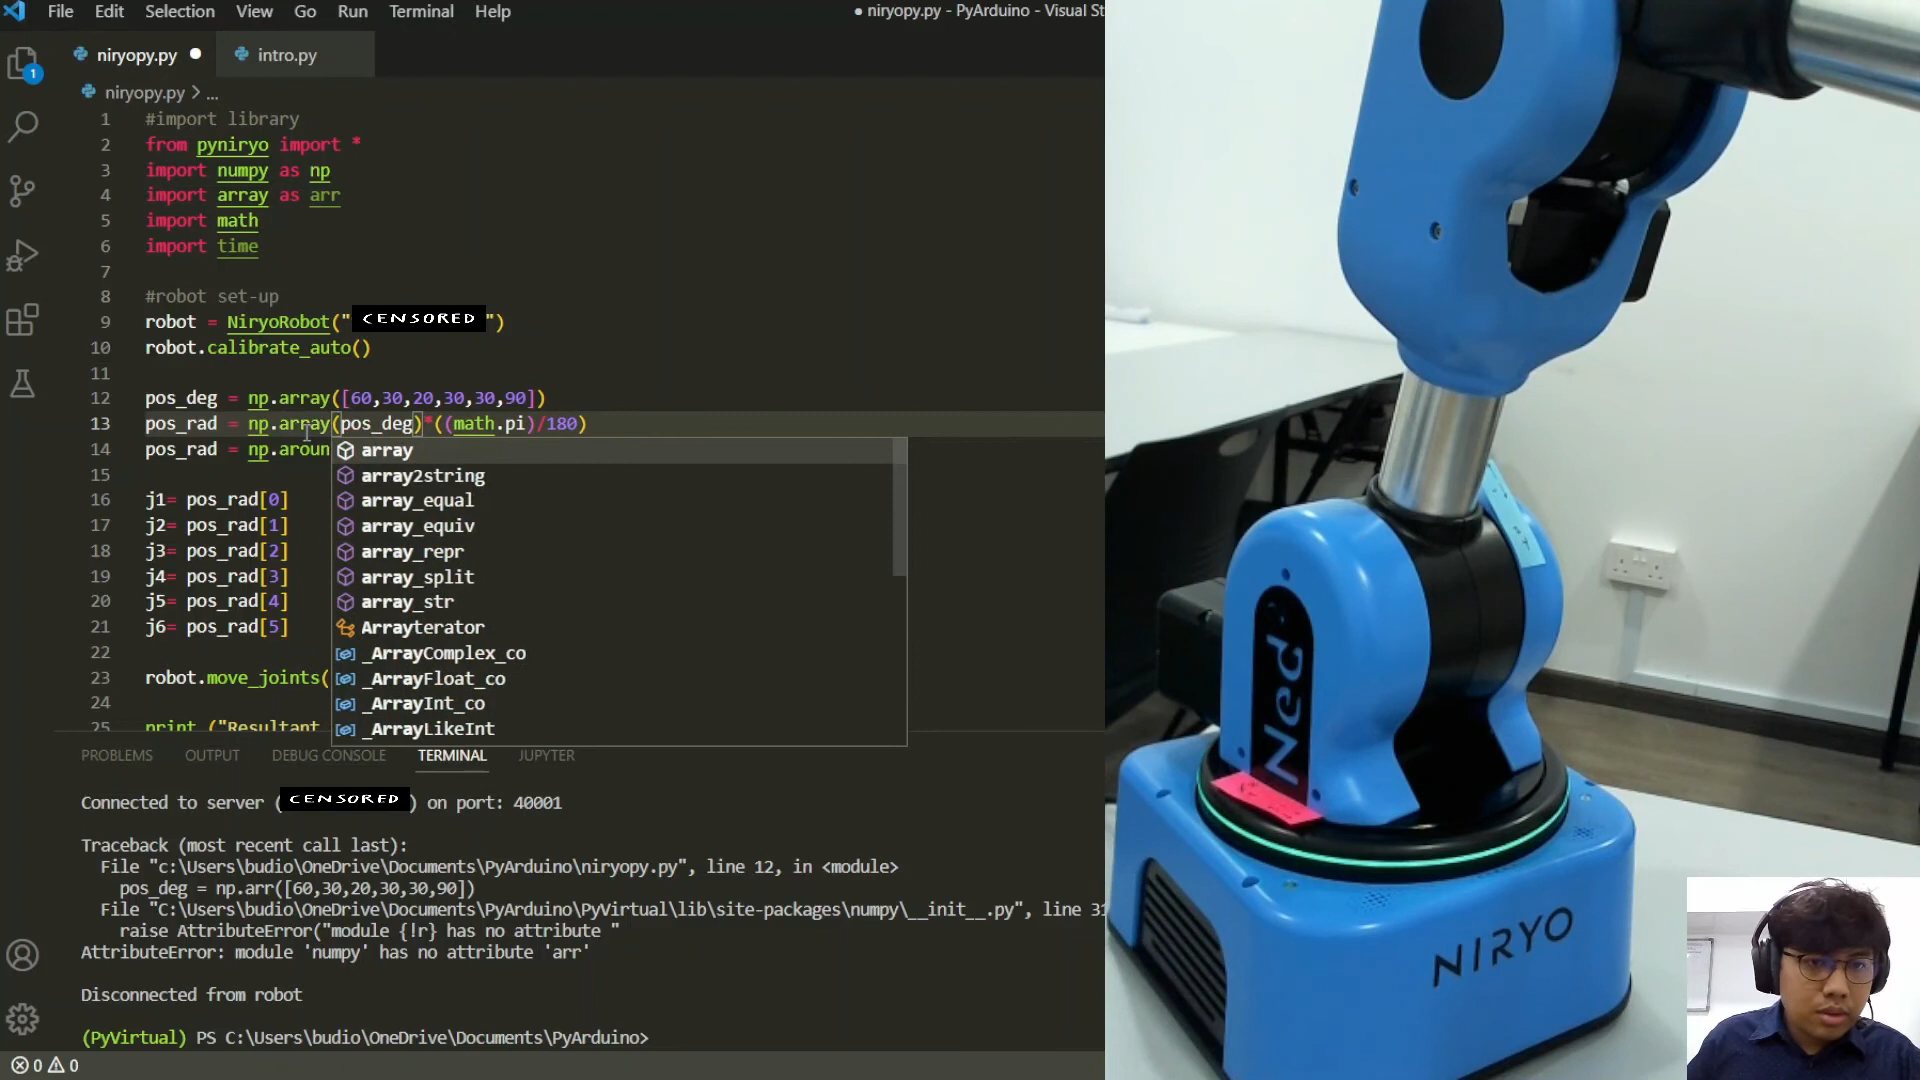 File Edit Selection View Go Run Terminal Help
● niryopy.py - PyArduino - Visual St
niryopy.py
intro.py
1
niryopy.py > ...
1 #import library
2 from pyniryo import *
3 import numpy as np
4 import array as arr
5 import math
6 import time
7
8 #robot set-up
9 robot = NiryoRobot("CENSORED")
10 robot.calibrate_auto()
11
12 pos_deg = np.array([60,30,20,30,30,90])
13 pos_rad = np.array(pos_deg)*((math.pi)/180)
14 pos_rad = np.aroun
15
16 j1= pos_rad[0]
17 j2= pos_rad[1]
18 j3= pos_rad[2]
19 j4= pos_rad[3]
20 j5= pos_rad[4]
21 j6= pos_rad[5]
22
23 robot.move_joints(
24
25 print ("Resultant
array
array2string
array_equal
array_equiv
array_repr
array_split
array_str
Arrayterator
_ArrayComplex_co
_ArrayFloat_co
_ArrayInt_co
_ArrayLikeInt
PROBLEMS OUTPUT DEBUG CONSOLE TERMINAL JUPYTER
Connected to server (CENSORED) on port: 40001
Traceback (most recent call last):
File "c:\Users\budio\OneDrive\Documents\PyArduino\niryopy.py", line 12, in <module>
pos_deg = np.arr([60,30,20,30,30,90])
File "C:\Users\budio\OneDrive\Documents\PyArduino\PyVirtual\lib\site-packages\numpy\__init__.py", line 31
raise AttributeError("module {!r} has no attribute "
AttributeError: module 'numpy' has no attribute 'arr'
Disconnected from robot
(PyVirtual) PS C:\Users\budio\OneDrive\Documents\PyArduino>
0 0
Ned
NIRYO